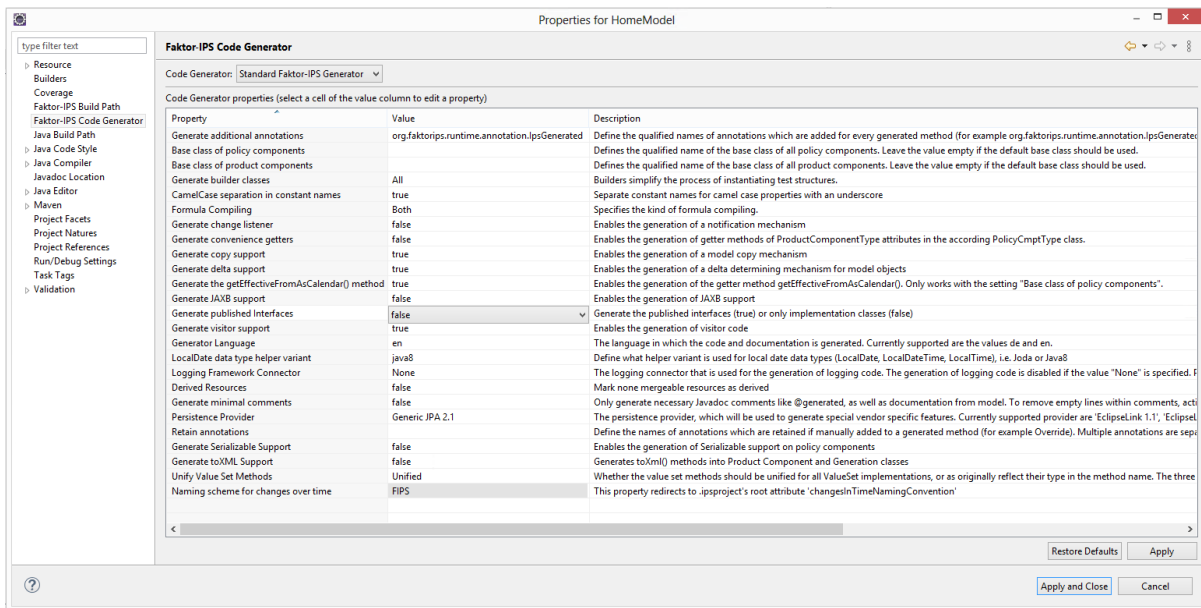 Properties for HomeModel
type filter text
Resource
Builders
Coverage
Faktor-IPS Build Path
Faktor-IPS Code Generator
Java Build Path
Java Code Style
Java Compiler
Javadoc Location
Java Editor
Maven
Project Facets
Project Natures
Project References
Run/Debug Settings
Task Tags
Validation
Faktor-IPS Code Generator
Code Generator: Standard Faktor-IPS Generator
Code Generator properties (select a cell of the value column to edit a property)
Property Value Description
Generate additional annotations org.faktorips.runtime.annotation.IpsGenerated Define the qualified names of annotations which are added for every generated method (for example org.faktorips.runtime.annotation.IpsGenerated
Base class of policy components Defines the qualified name of the base class of all policy components. Leave the value empty if the default base class should be used.
Base class of product components Defines the qualified name of the base class of all product components. Leave the value empty if the default base class should be used.
Generate builder classes All Builders simplify the process of instantiating test structures.
CamelCase separation in constant names true Separate constant names for camel case properties with an underscore
Formula Compiling Both Specifies the kind of formula compiling.
Generate change listener false Enables the generation of a notification mechanism
Generate convenience getters false Enables the generation of getter methods of ProductComponentType attributes in the according PolicyCmptType class.
Generate copy support true Enables the generation of a model copy mechanism
Generate delta support true Enables the generation of a delta determining mechanism for model objects
Generate the getEffectiveFromAsCalendar() method true Enables the generation of the getter method getEffectiveFromAsCalendar(). Only works with the setting "Base class of policy components".
Generate JAXB support false Enables the generation of JAXB support
Generate published Interfaces false Generate the published interfaces (true) or only implementation classes (false)
Generate visitor support true Enables the generation of visitor code
Generator Language en The language in which the code and documentation is generated. Currently supported are the values de and en.
LocalDate data type helper variant java8 Define what helper variant is used for local date data types (LocalDate, LocalDateTime, LocalTime), i.e. Joda or Java8
Logging Framework Connector None The logging connector that is used for the generation of logging code. The generation of logging code is disabled if the value "None" is specified.
Derived Resources false Mark none mergeable resources as derived
Generate minimal comments false Only generate necessary Javadoc comments like @generated, as well as documentation from model. To remove empty lines within comments, acti
Persistence Provider Generic JPA 2.1 The persistence provider, which will be used to generate special vendor specific features. Currently supported provider are 'EclipseLink 1.1', 'EclipseL
Retain annotations Define the names of annotations which are retained if manually added to a generated method (for example Override). Multiple annotations are sepa
Generate Serializable Support false Enables the generation of Serializable support on policy components
Generate toXML Support false Generates toXml() methods into Product Component and Generation classes
Unify Value Set Methods Unified Whether the value set methods should be unified for all ValueSet implementations, or as originally reflect their type in the method name. The three
Naming scheme for changes over time FIPS This property redirects to .ipsproject's root attribute 'changesInTimeNamingConvention'
Restore Defaults Apply
Apply and Close Cancel